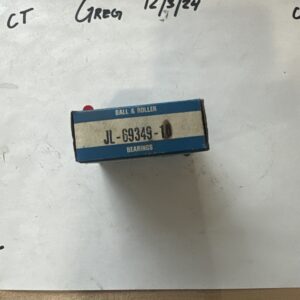 CT GREG 12/3/24
BALL & ROLLER
JL-69349-10
BEARINGS